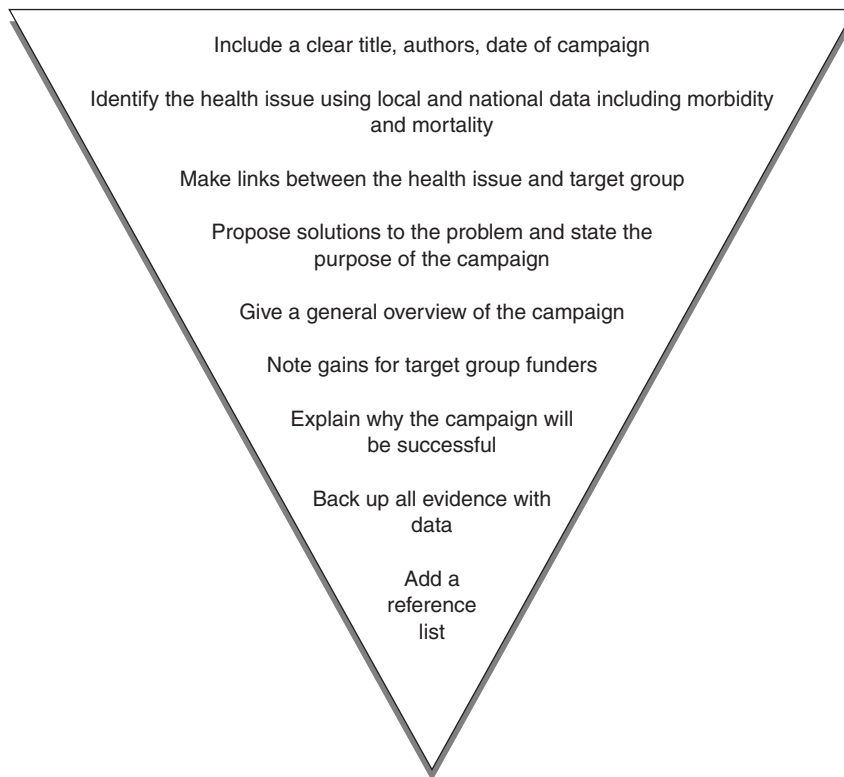 Include a clear title, authors, date of campaign
Identify the health issue using local and national data including morbidity
and mortality
Make links between the health issue and target group
Propose solutions to the problem and state the
purpose of the campaign
Give a general overview of the campaign
Note gains for target group funders
Explain why the campaign will
be successful
Back up all evidence with
data
Add a
reference
list